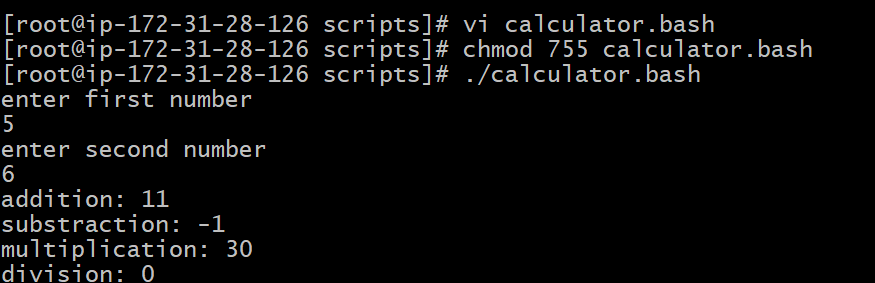 [root@ip-172-31-28-126 scripts]# vi calculator.bash
[root@ip-172-31-28-126 scripts]# chmod 755 calculator.bash
[root@ip-172-31-28-126 scripts]# ./calculator.bash
enter first number
5
enter second number
6
addition: 11
substraction: -1
multiplication: 30
division: 0